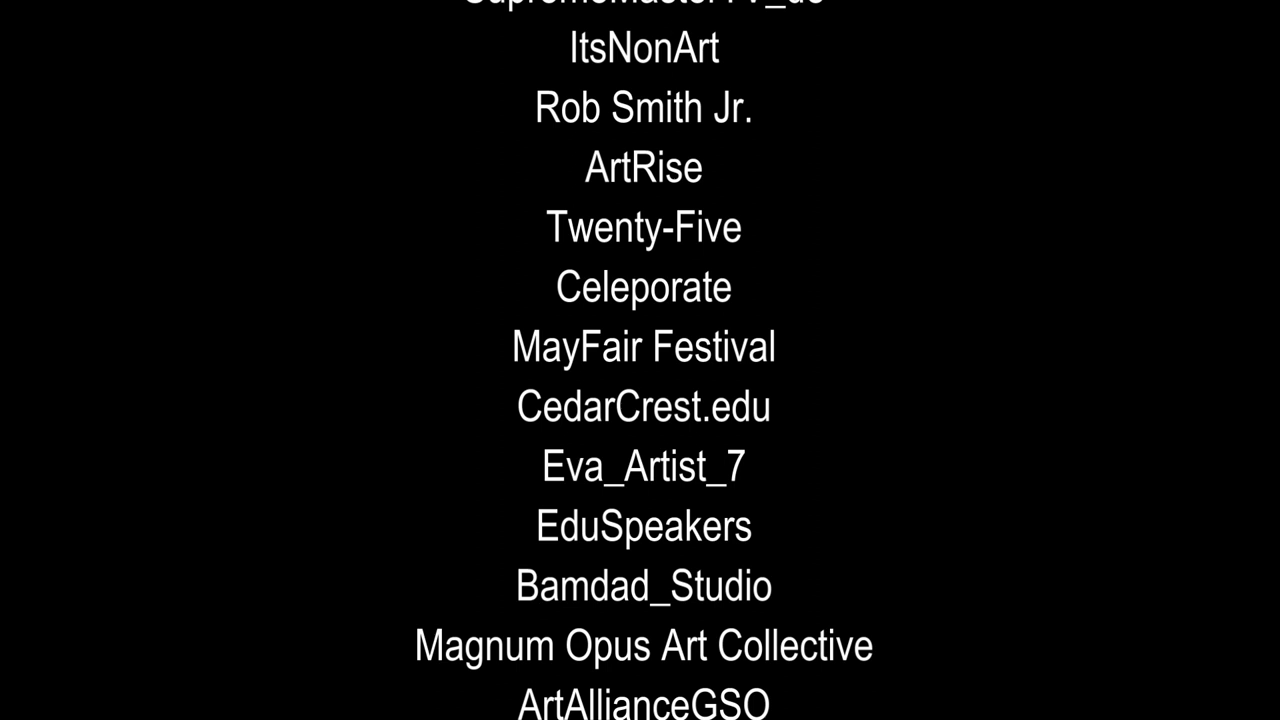 SupremeMasterTV_de
ItsNonArt
Rob Smith Jr.
ArtRise
Twenty-Five
Celeporate
MayFair Festival
CedarCrest.edu
Eva_Artist_7
EduSpeakers
Bamdad_Studio
Magnum Opus Art Collective
ArtAllianceGSO